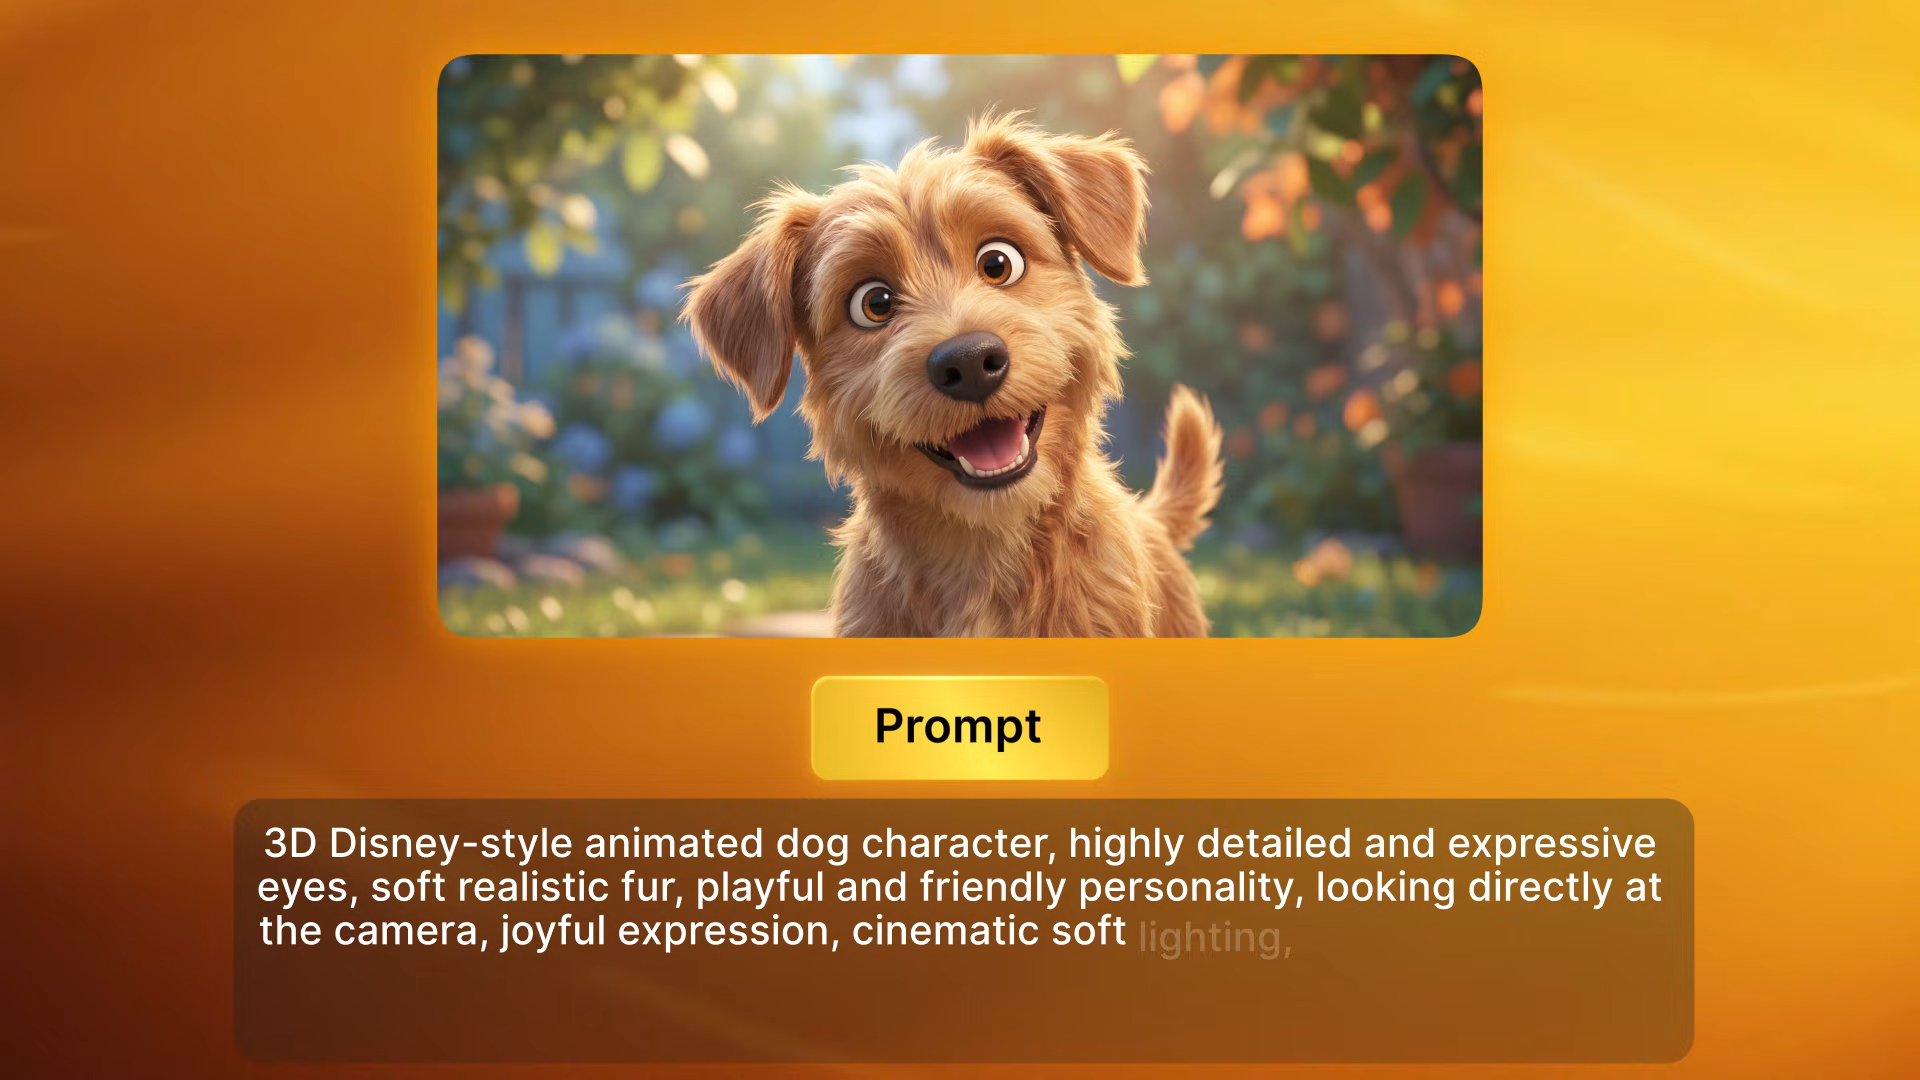 Prompt
3D Disney-style animated dog character, highly detailed and expressive
eyes, soft realistic fur, playful and friendly personality, looking directly at
the camera, joyful expression, cinematic soft lighting,